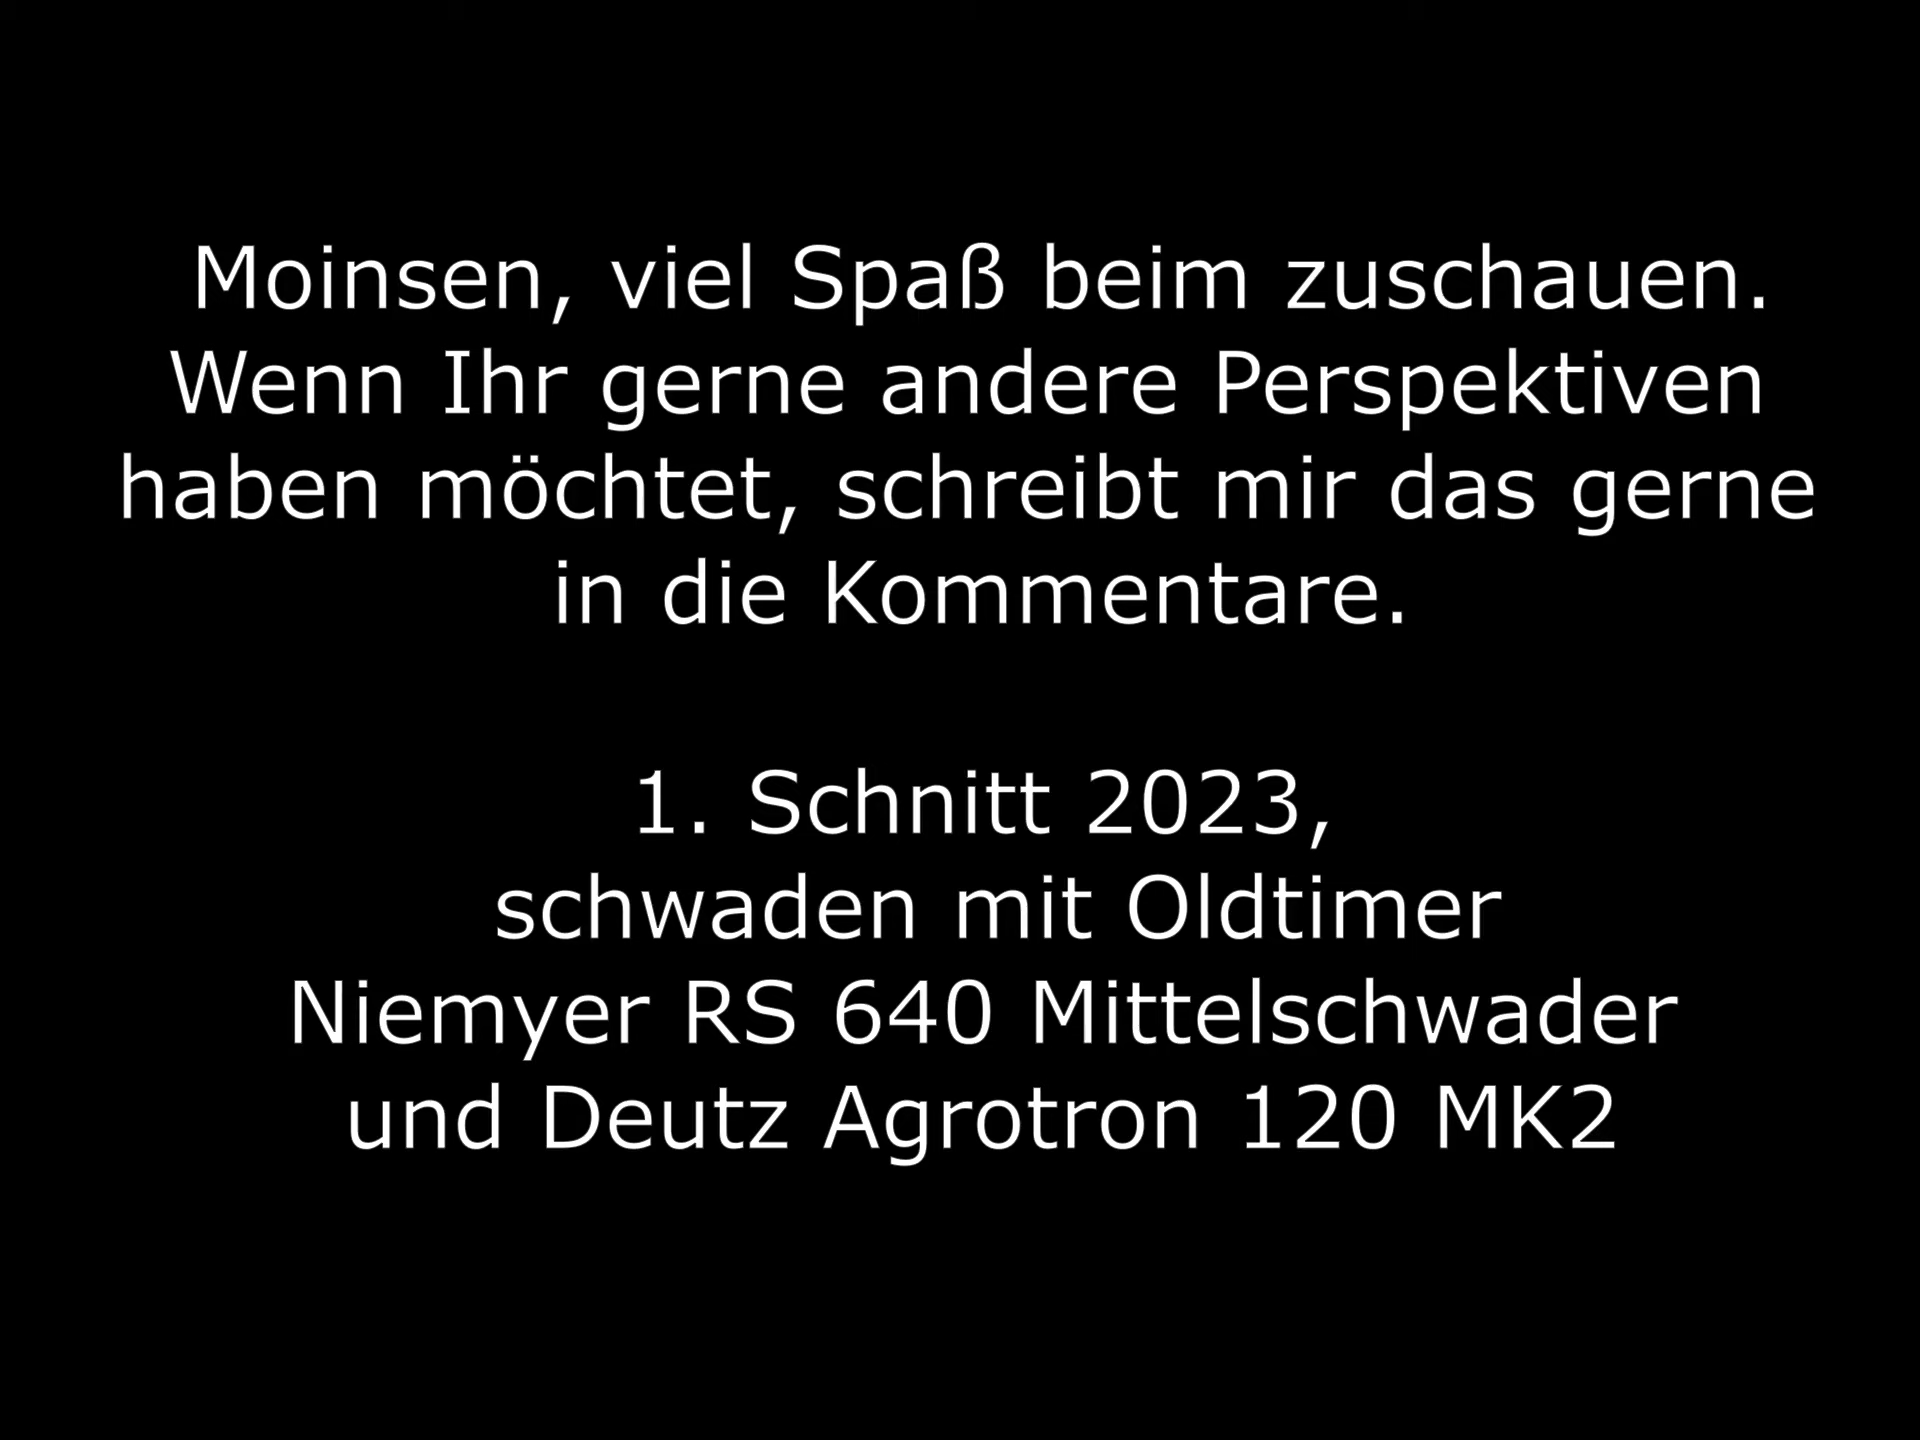 Moinsen, viel Spaß beim zuschauen.
Wenn Ihr gerne andere Perspektiven
haben möchtet, schreibt mir das gerne
in die Kommentare.
1. Schnitt 2023,
schwaden mit Oldtimer
Niemyer RS 640 Mittelschwader
und Deutz Agrotron 120 MK2